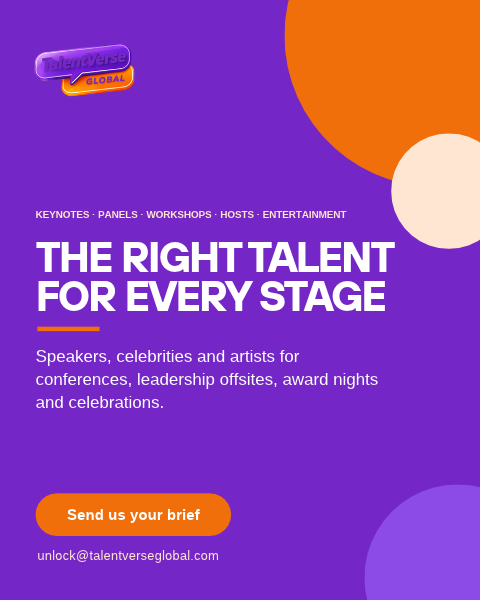 TalentVerse
GLOBAL
KEYNOTES · PANELS · WORKSHOPS · HOSTS · ENTERTAINMENT
THE RIGHT TALENT
FOR EVERY STAGE
Speakers, celebrities and artists for
conferences, leadership offsites, award nights
and celebrations.
Send us your brief
unlock@talentverseglobal.com